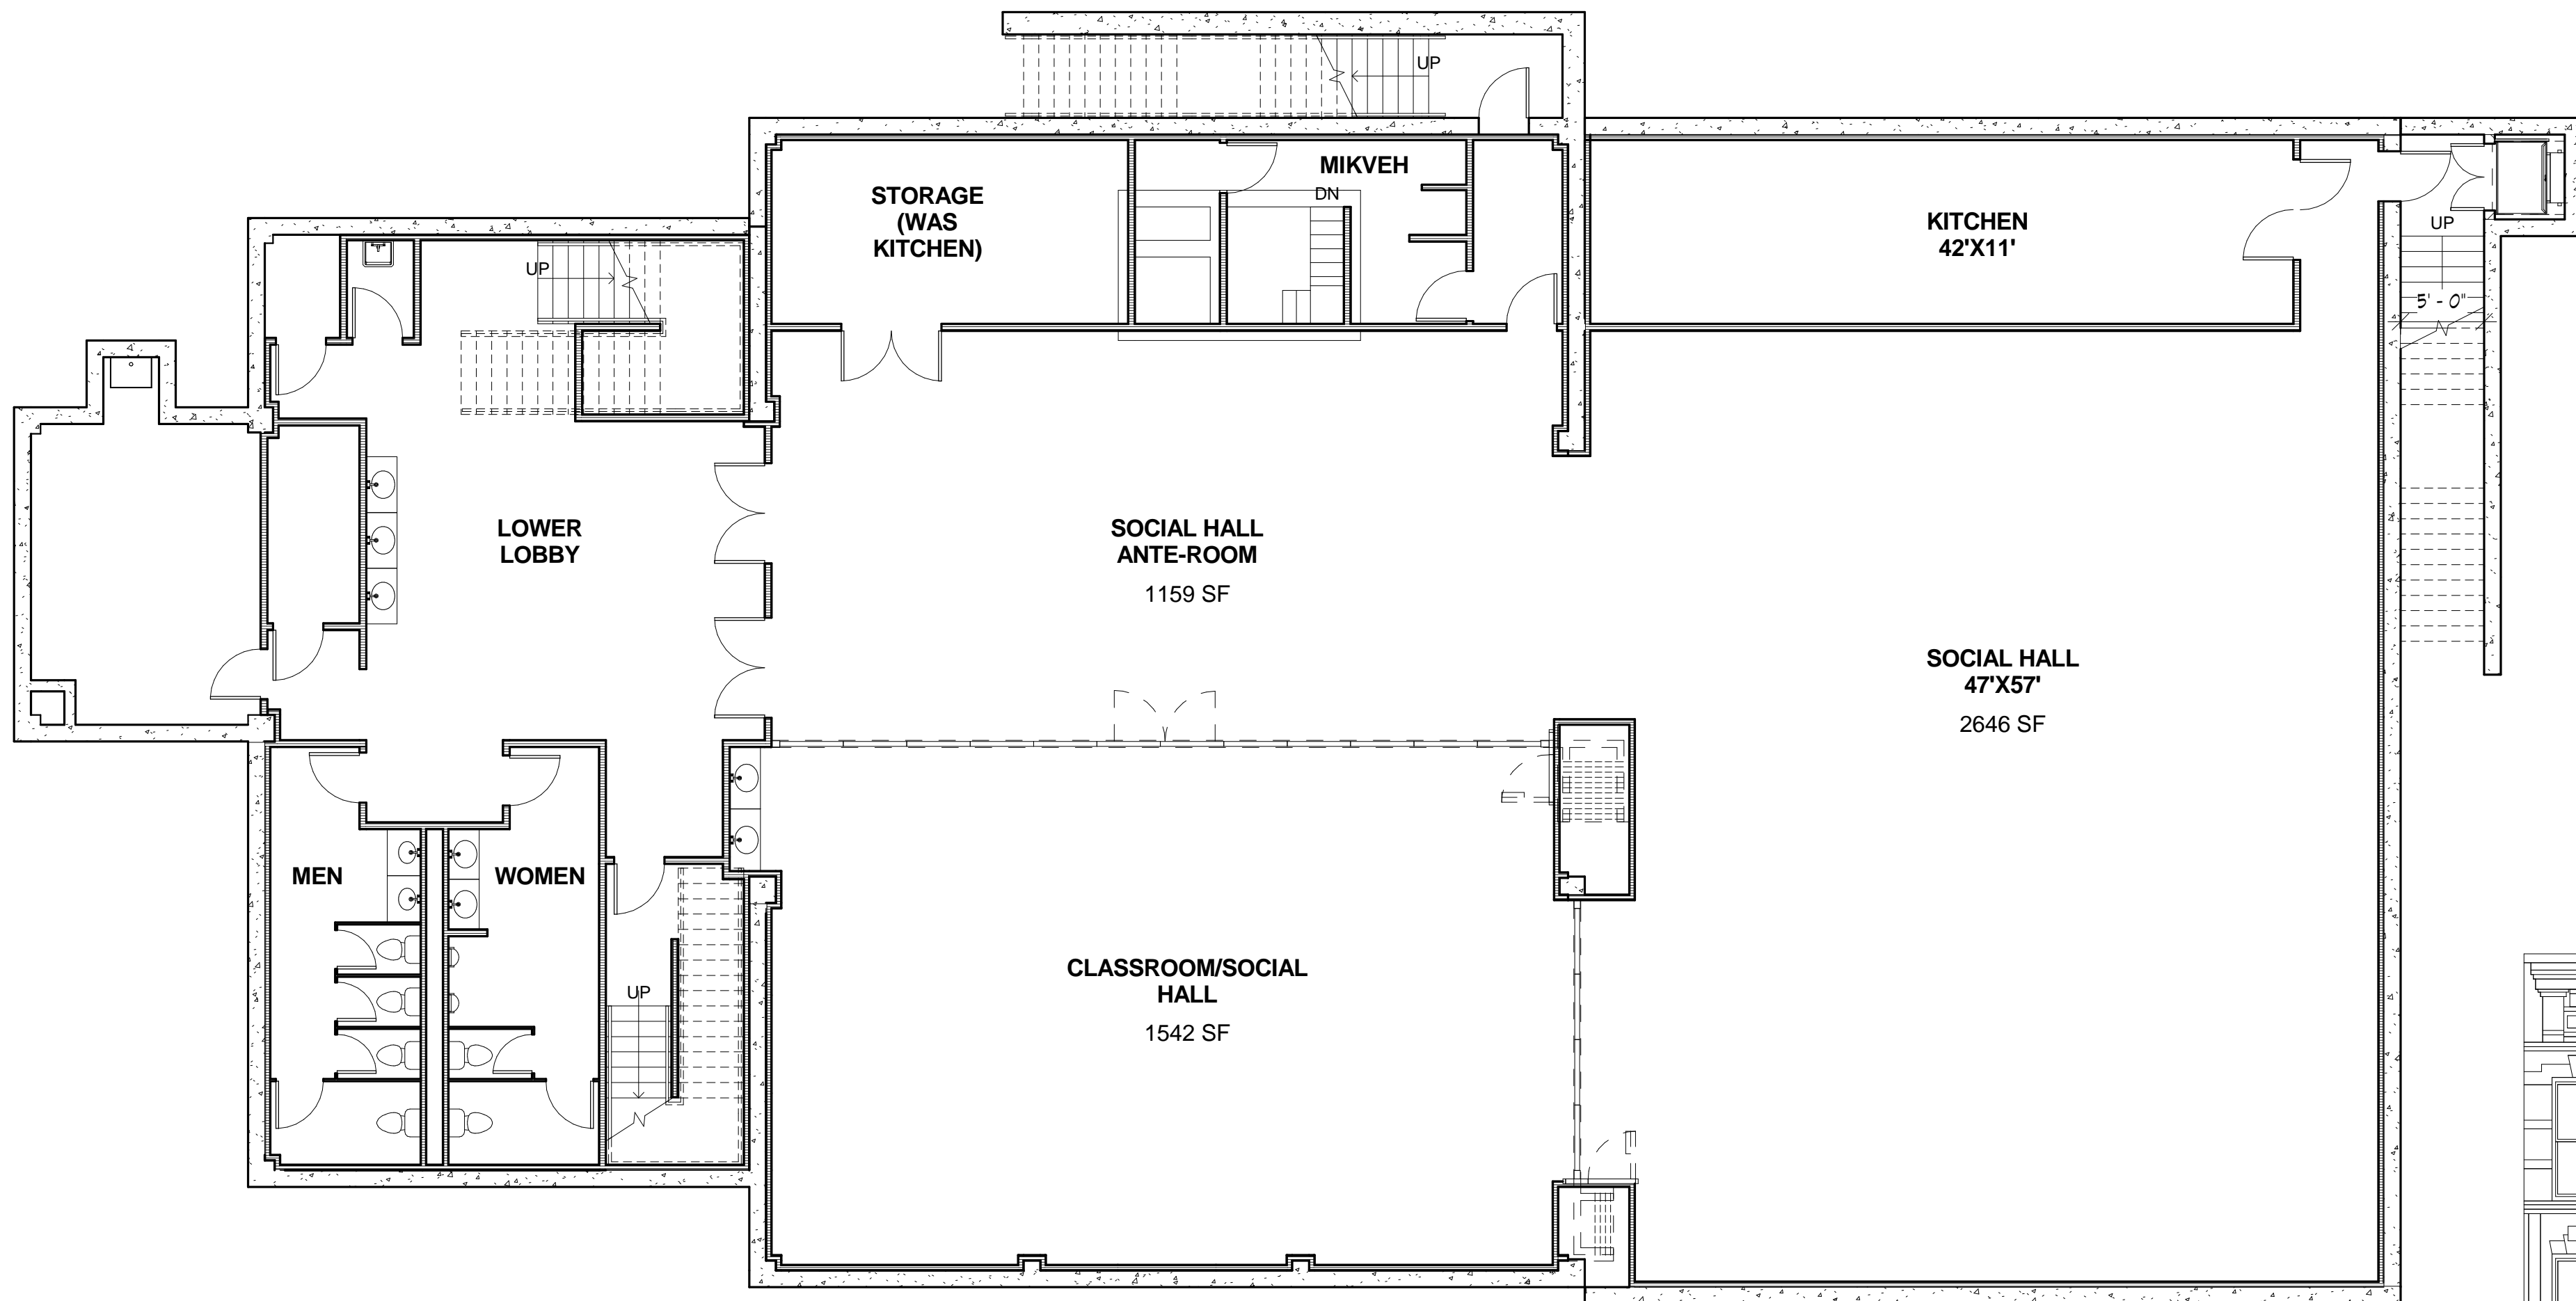 UP
MIKVEH
DN
STORAGE
(WAS
KITCHEN)
KITCHEN
42'X11'
UP
5' - 0"
UP
LOWER
LOBBY
SOCIAL HALL
ANTE-ROOM
1159 SF
SOCIAL HALL
47'X57'
2646 SF
MEN
WOMEN
UP
CLASSROOM/SOCIAL
HALL
1542 SF